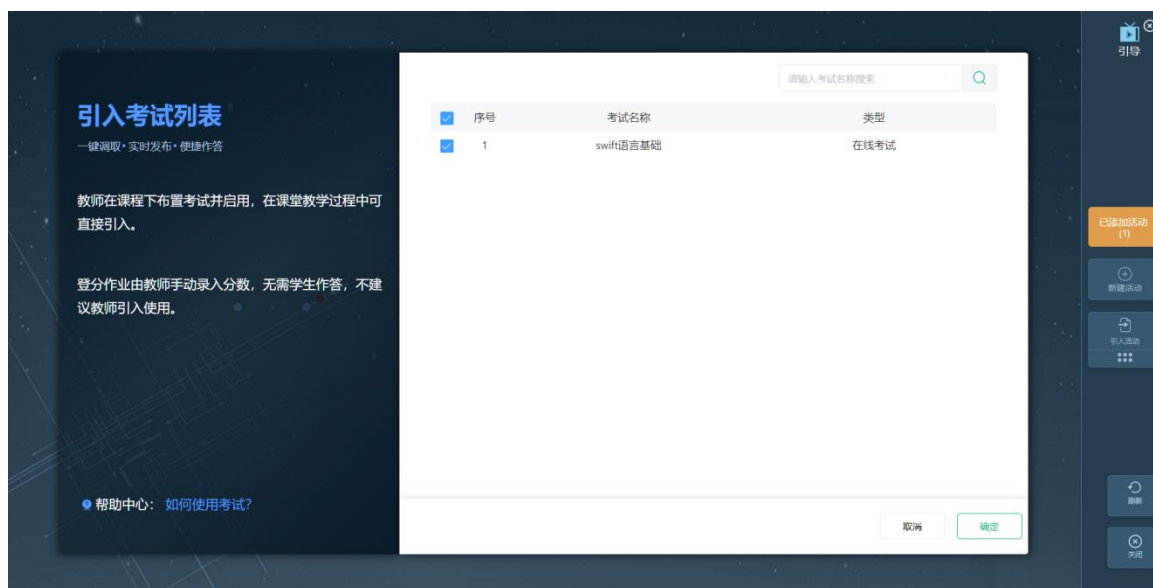 引入考试列表
一键调取•实时发布•便捷作答
教师在课程下布置考试并启用，在课堂教学过程中可
直接引入。
登分作业由教师手动录入分数，无需学生作答，不建
议教师引入使用。
帮助中心： 如何使用考试?
请输入考试名称搜索
序号 考试名称 类型
1 swift语言基础 在线考试
取消 确定
引导
已添加活动
(1)
新建活动
引入活动
刷新
关闭